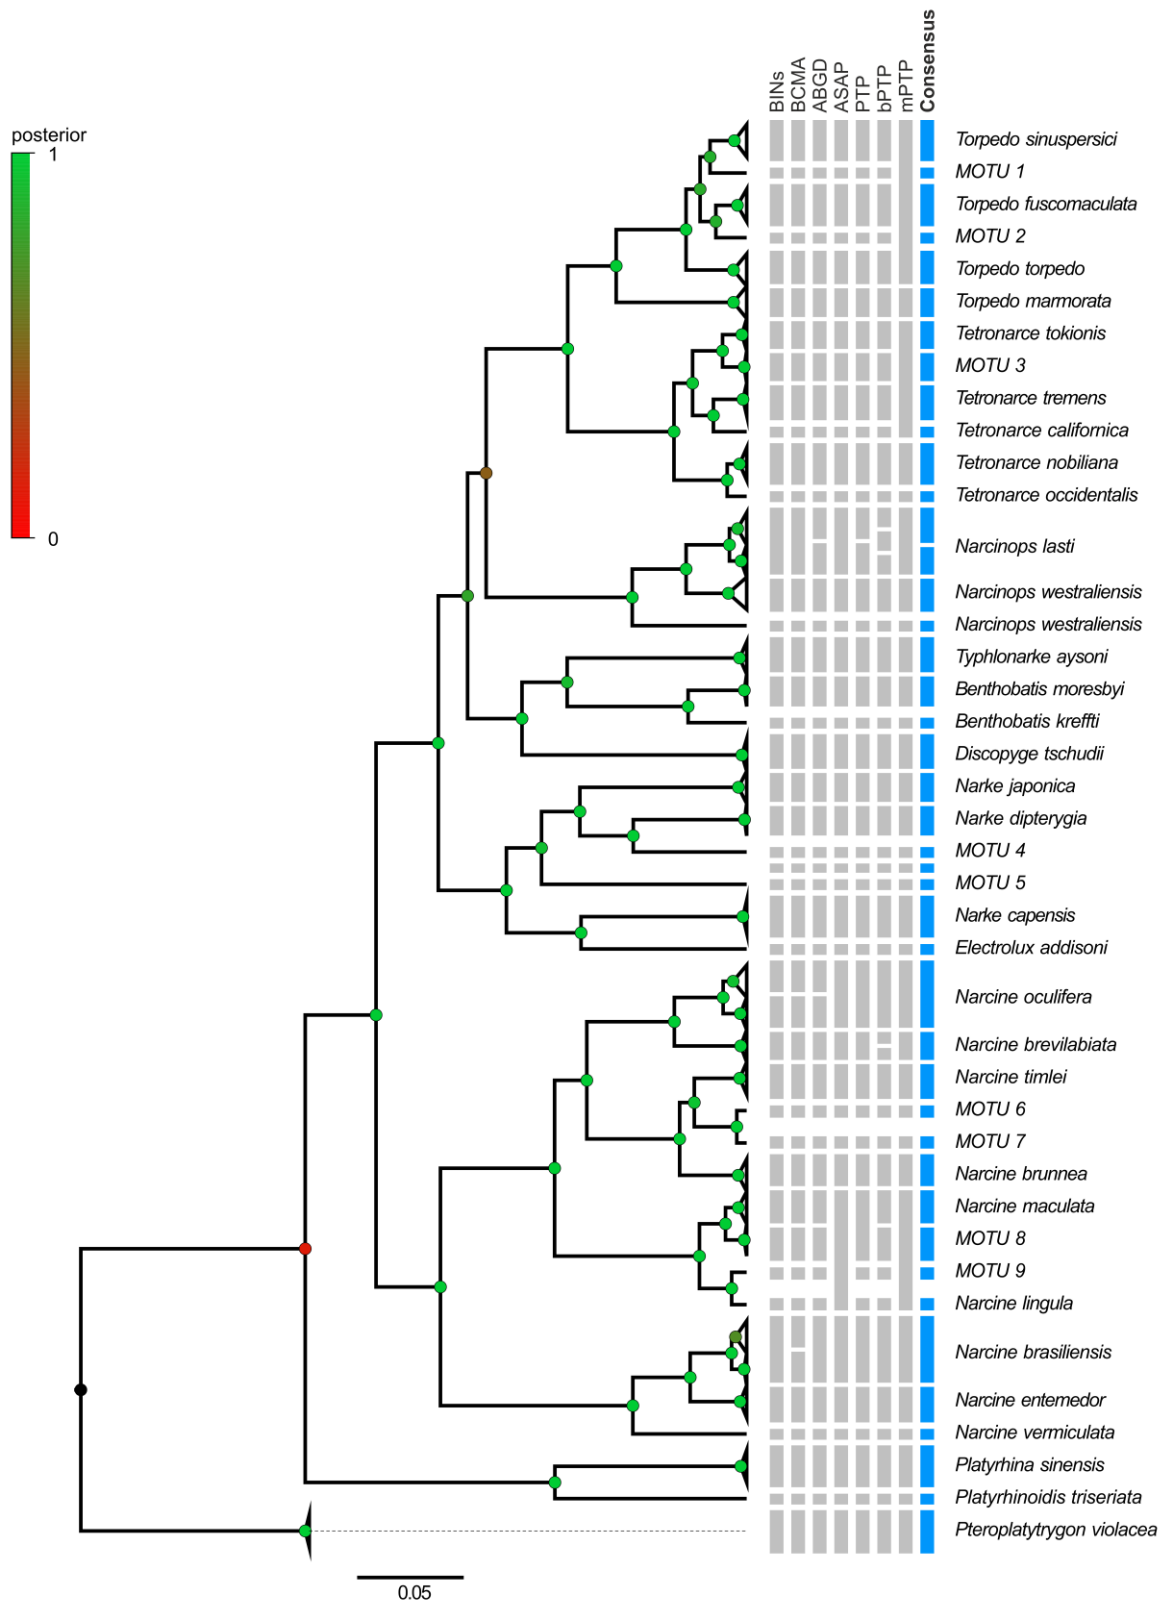 BINs
BCMA
ABGD
ASAP
PTP
bPTP
mPTP
Consensus
posterior
1
0
Torpedo sinuspersici
MOTU 1
Torpedo fuscomaculata
MOTU 2
Torpedo torpedo
Torpedo marmorata
Tetronarce tokionis
MOTU 3
Tetronarce tremens
Tetronarce californica
Tetronarce nobiliana
Tetronarce occidentalis
Narcinops lasti
Narcinops westraliensis
Narcinops westraliensis
Typhlonarke aysoni
Benthobatis moresbyi
Benthobatis kreffti
Discopyge tschudii
Narke japonica
Narke dipterygia
MOTU 4
MOTU 5
Narke capensis
Electrolux addisoni
Narcine oculifera
Narcine brevilabiata
Narcine timlei
MOTU 6
MOTU 7
Narcine brunnea
Narcine maculata
MOTU 8
MOTU 9
Narcine lingula
Narcine brasiliensis
Narcine entemedor
Narcine vermiculata
Platyrhina sinensis
Platyrhinoidis triseriata
Pteroplatytrygon violacea
0.05